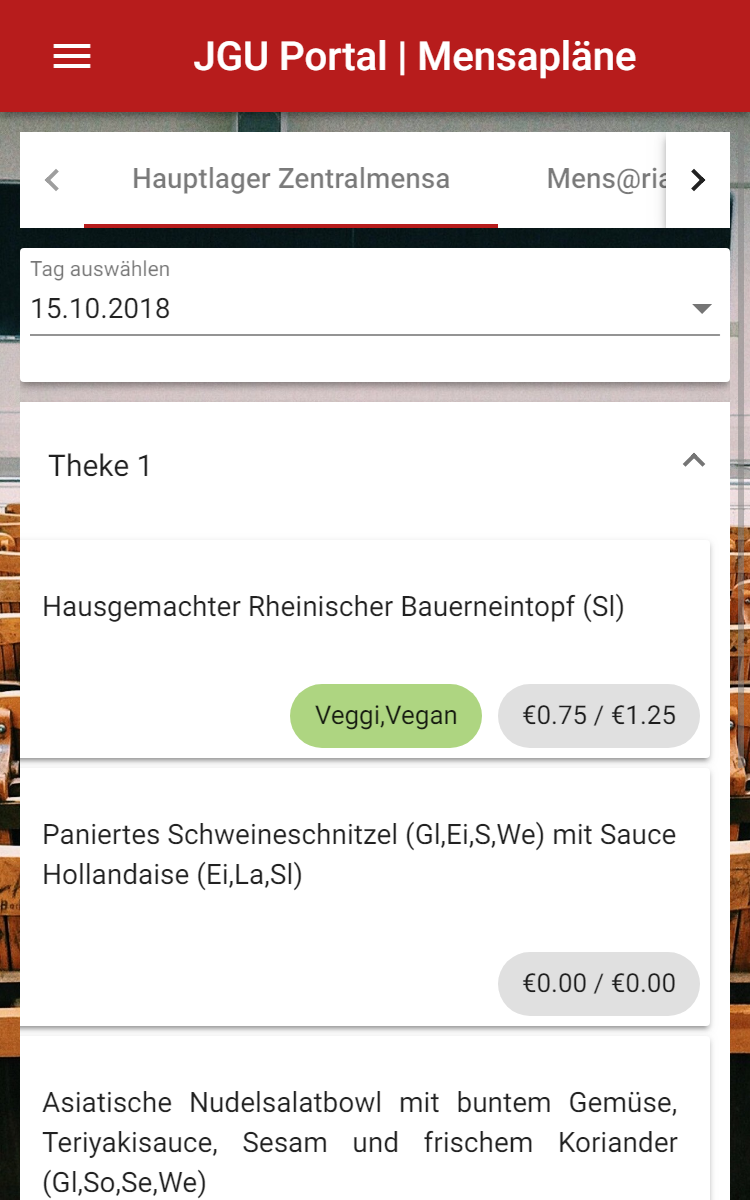 JGU Portal | Mensapläne
Hauptlager Zentralmensa
Mens@ria
Tag auswählen
15.10.2018
Theke 1
Hausgemachter Rheinischer Bauerneintopf (Sl)
Veggi,Vegan
€0.75 / €1.25
Paniertes Schweineschnitzel (Gl,Ei,S,We) mit Sauce
Hollandaise (Ei,La,Sl)
€0.00 / €0.00
Asiatische Nudelsalatbowl mit buntem Gemüse,
Teriyakisauce, Sesam und frischem Koriander
(Gl,So,Se,We)